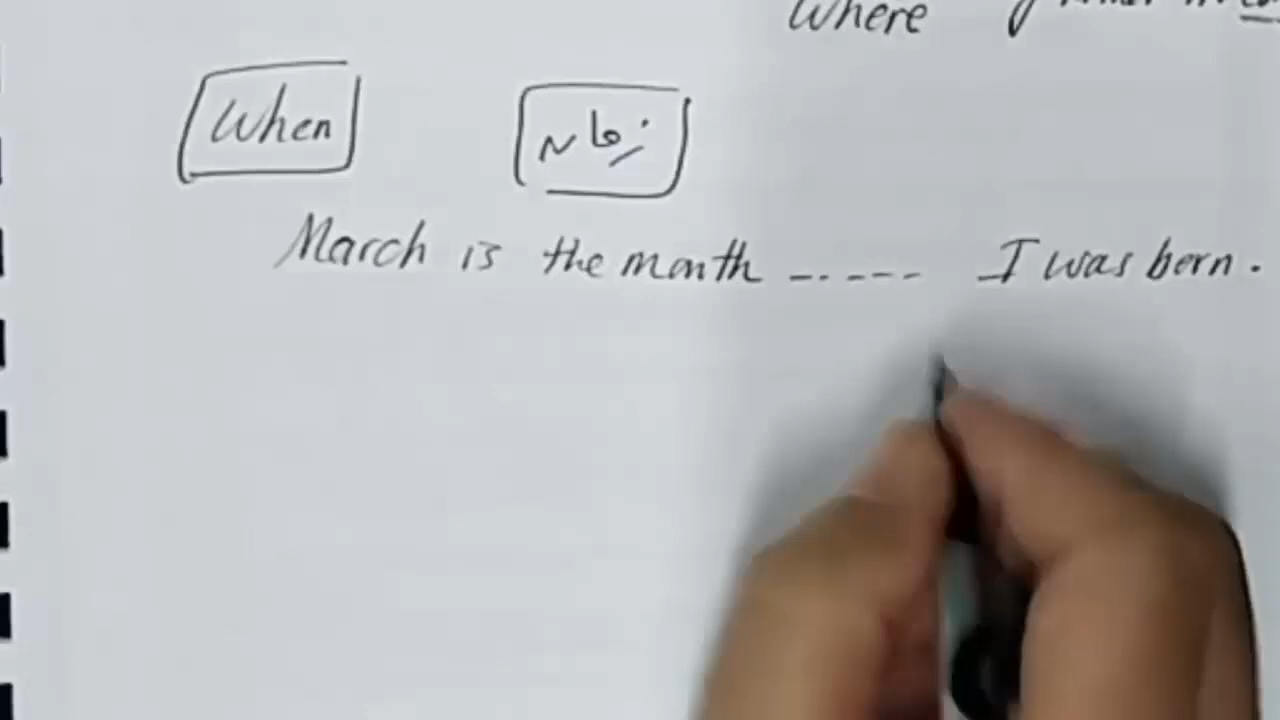 Where
When زمان
March is the month ------ I was born.